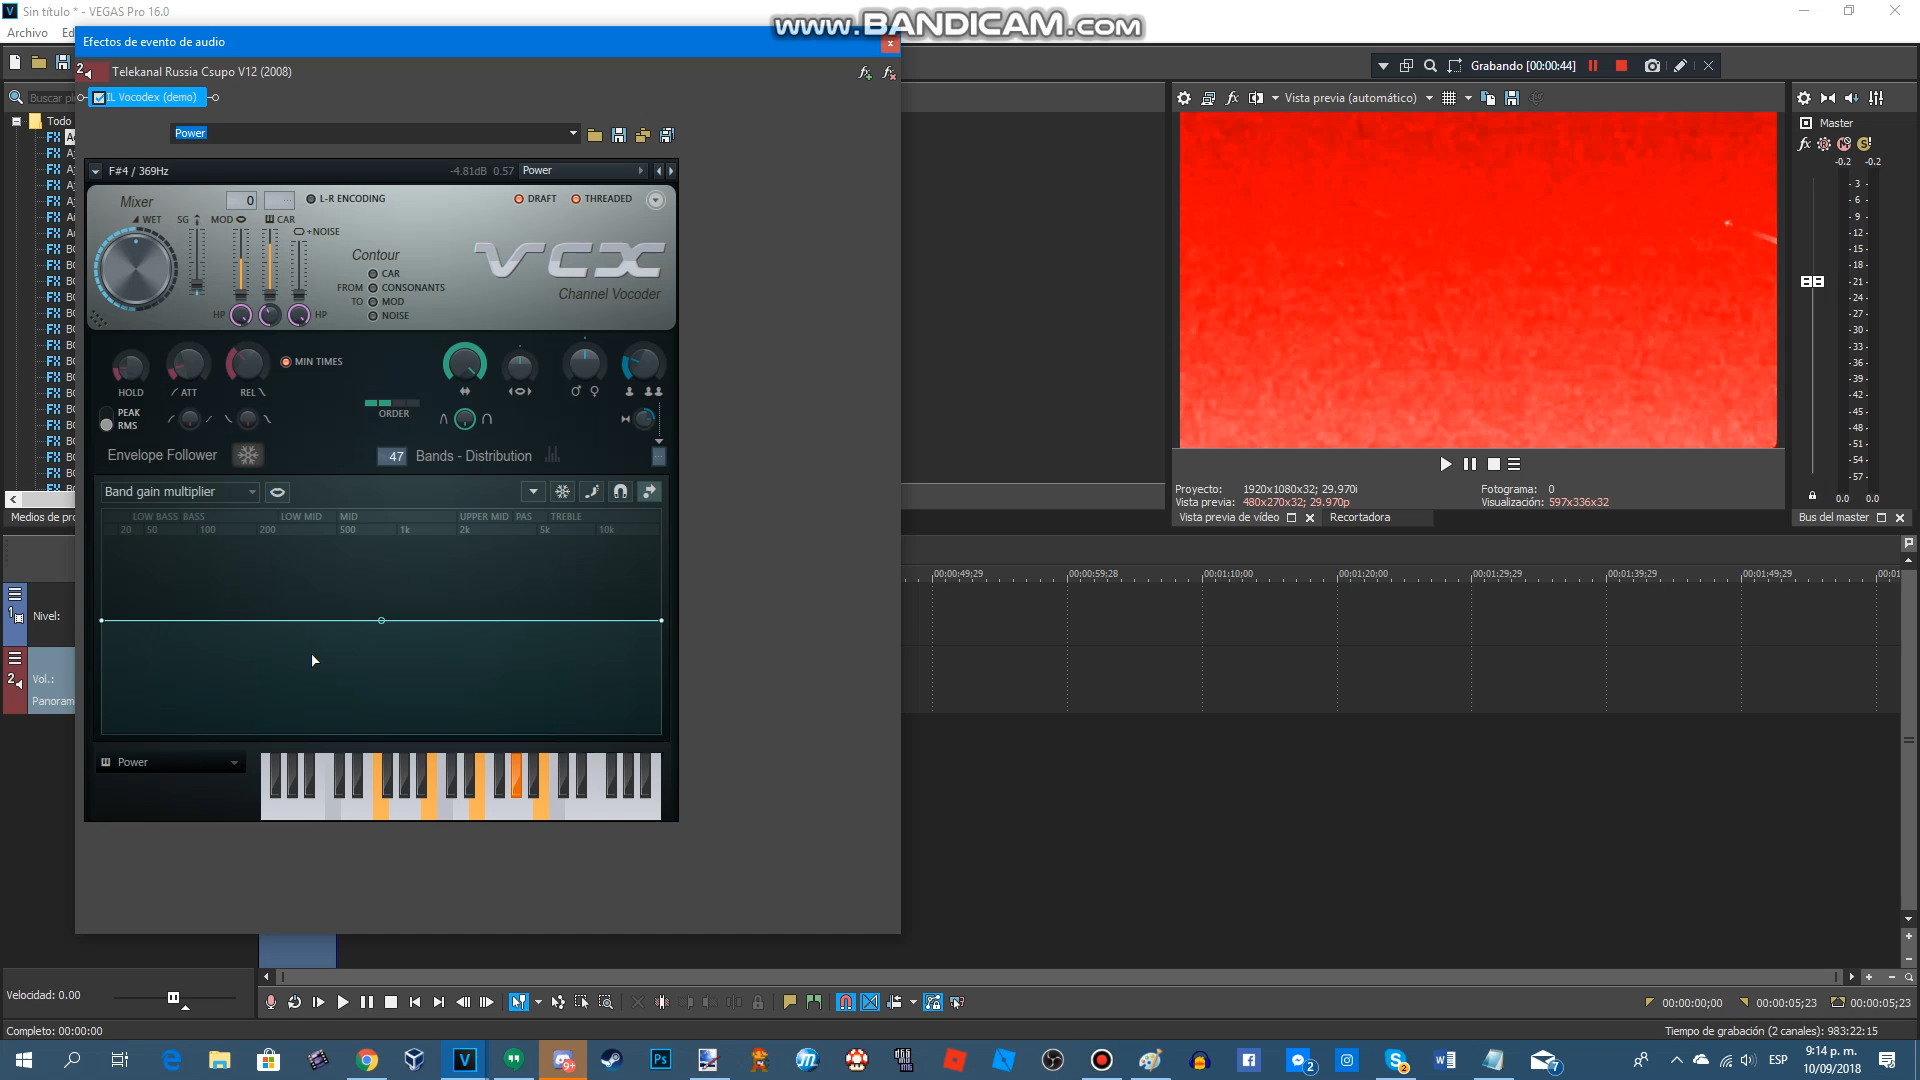 Sin título * - VEGAS Pro 16.0
www.BANDICAM.com
Archivo
Efectos de evento de audio
Telekanal Russia Csupo V12 (2008)
Grabando [00:00:44]
IL Vocodex (demo)
Vista previa (automático)
Todo
Master
Power
-0.2 -0.2
F#4 / 369Hz
-4.81dB 0.57
Power
Mixer
0
L-R ENCODING
DRAFT
THREADED
WET
SG
MOD
CAR
+NOISE
Contour
CAR
FROM
CONSONANTS
TO
MOD
NOISE
HP
HP
VCX
Channel Vocoder
HOLD
ATT
REL
MIN TIMES
ORDER
PEAK
RMS
Envelope Follower
47
Bands - Distribution
Band gain multiplier
LOW BASS BASS LOW MID MID UPPER MID PAS TREBLE
20 50 100 200 500 1k 2k 5k 10k
Power
- 3 -
- 6 -
- 9 -
- 12 -
- 15 -
- 18 -
- 21 -
- 24 -
- 27 -
- 30 -
- 33 -
- 36 -
- 39 -
- 42 -
- 45 -
- 48 -
- 51 -
- 54 -
- 57 -
0.0 0.0
Proyecto: 1920x1080x32; 29.970i
Fotograma: 0
Vista previa: 480x270x32; 29.970p
Visualización: 597x336x32
Vista previa de vídeo
Recortadora
Bus del master
00:00:49;29 00:00:59;28 00:01:10;00 00:01:20;00 00:01:29;29 00:01:39;29 00:01:49;29
1
Nivel:
2
Vol.:
Velocidad: 0.00
00:00:00;00 00:00:05;23 00:00:05;23
Completo: 00:00:00
Tiempo de grabación (2 canales): 983:22:15
ESP
9:14 p. m.
10/09/2018